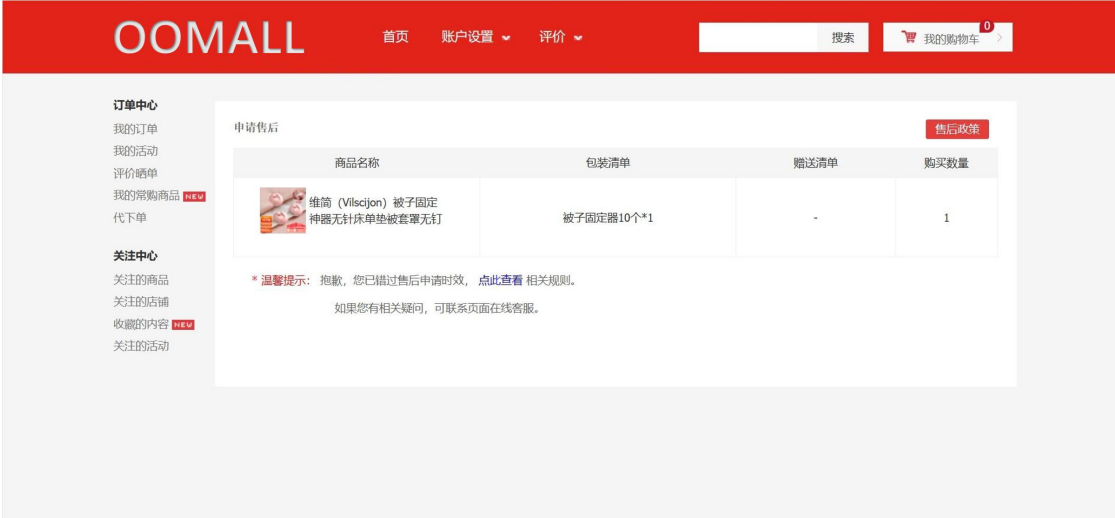 OOMALL
首页 账户设置 评价 搜索 我的购物车 0
订单中心
我的订单
我的活动
评价晒单
我的常购商品 NEW
代下单
关注中心
关注的商品
关注的店铺
收藏的内容 NEW
关注的活动
申请售后 售后政策
商品名称 包装清单 赠送清单 购买数量
维简（Vilscijon）被子固定
神器无针床单垫被套罩无钉
被子固定器10个*1 - 1
* 温馨提示： 抱歉，您已错过售后申请时效， 点此查看 相关规则。
如果您有相关疑问，可联系页面在线客服。